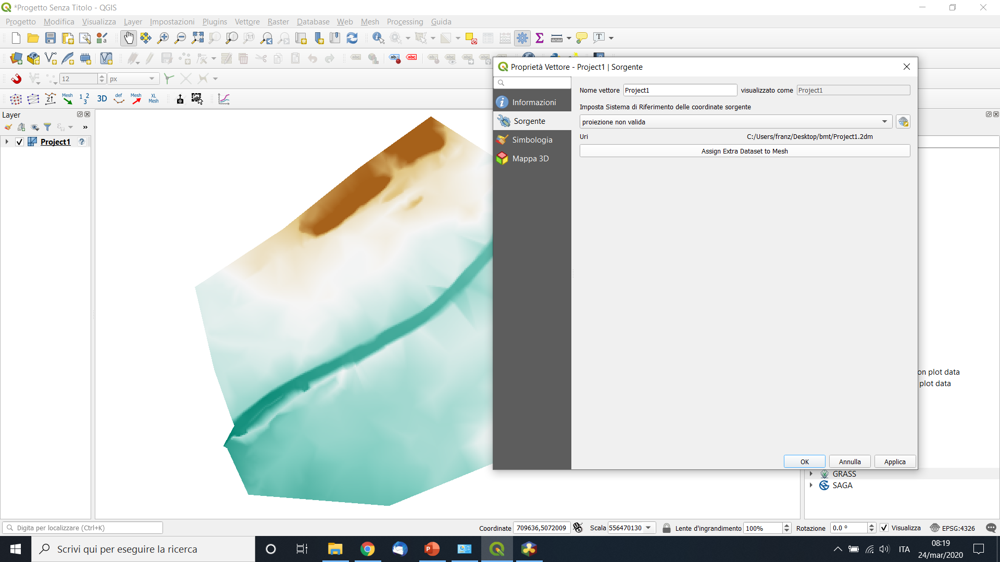 *Progetto Senza Titolo - QGIS
Progetto Modifica Visualizza Layer Impostazioni Plugins Vettore Raster Database Web Mesh Processing Guida
12 px
Mesh 1 2 3 3D def Mesh XL Mesh
Layer
Project1
Proprietà Vettore - Project1 | Sorgente
Informazioni
Sorgente
Simbologia
Mappa 3D
Nome vettore Project1 visualizzato come Project1
Imposta Sistema di Riferimento delle coordinate sorgente
proiezione non valida
Uri C:/Users/franz/Desktop/bmt/Project1.2dm
Assign Extra Dataset to Mesh
OK Annulla Applica
on plot data
plot data
GRASS
SAGA
Digita per localizzare (Ctrl+K)
Coordinate 709636,5072009 Scala 556470130 Lente d'ingrandimento 100% Rotazione 0.0 ° Visualizza EPSG:4326
Scrivi qui per eseguire la ricerca
ITA
08:19
24/mar/2020